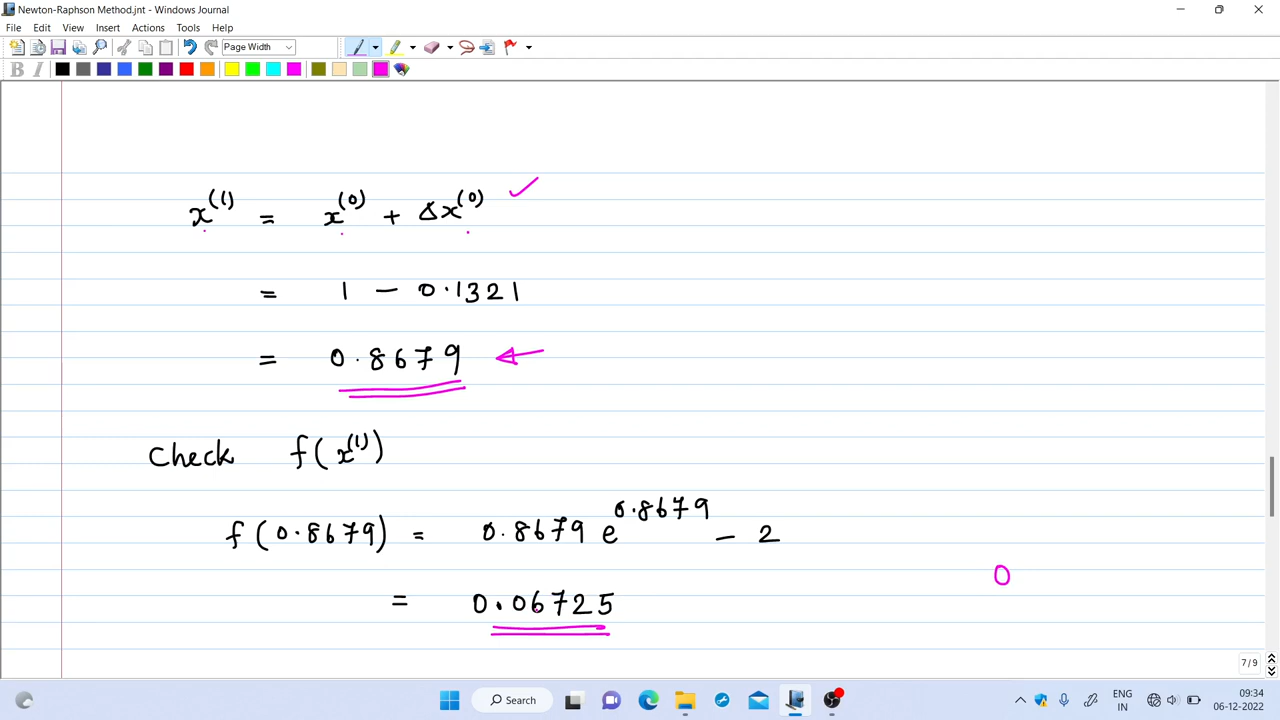 Newton-Raphson Method.jnt - Windows Journal
File Edit View Insert Actions Tools Help
Page Width
B I
x^(1) = x^(0) + Δx^(0) ✓
= 1 - 0.1321
= 0.8679 ←
Check f(x^(1))
f(0.8679) = 0.8679 e^0.8679 - 2
0
= 0.06725
7/9
Search
ENG
IN
09:34
06-12-2022